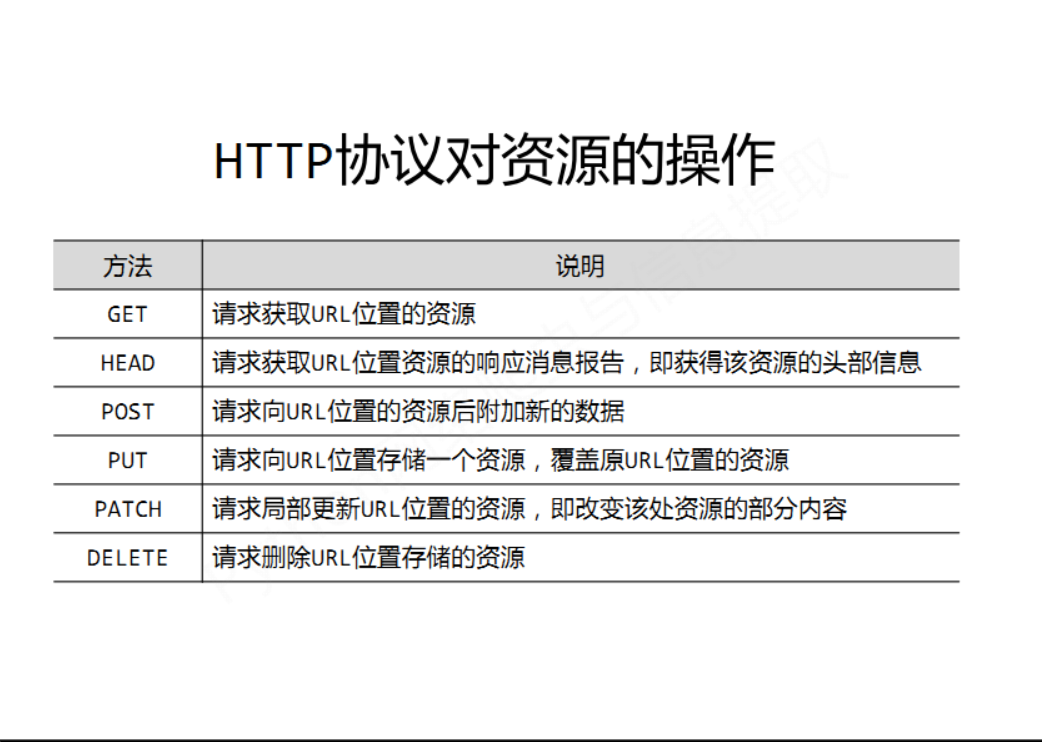 HTTP协议对资源的操作
方法 说明
GET 请求获取URL位置的资源
HEAD 请求获取URL位置资源的响应消息报告，即获得该资源的头部信息
POST 请求向URL位置的资源后附加新的数据
PUT 请求向URL位置存储一个资源，覆盖原URL位置的资源
PATCH 请求局部更新URL位置的资源，即改变该处资源的部分内容
DELETE 请求删除URL位置存储的资源